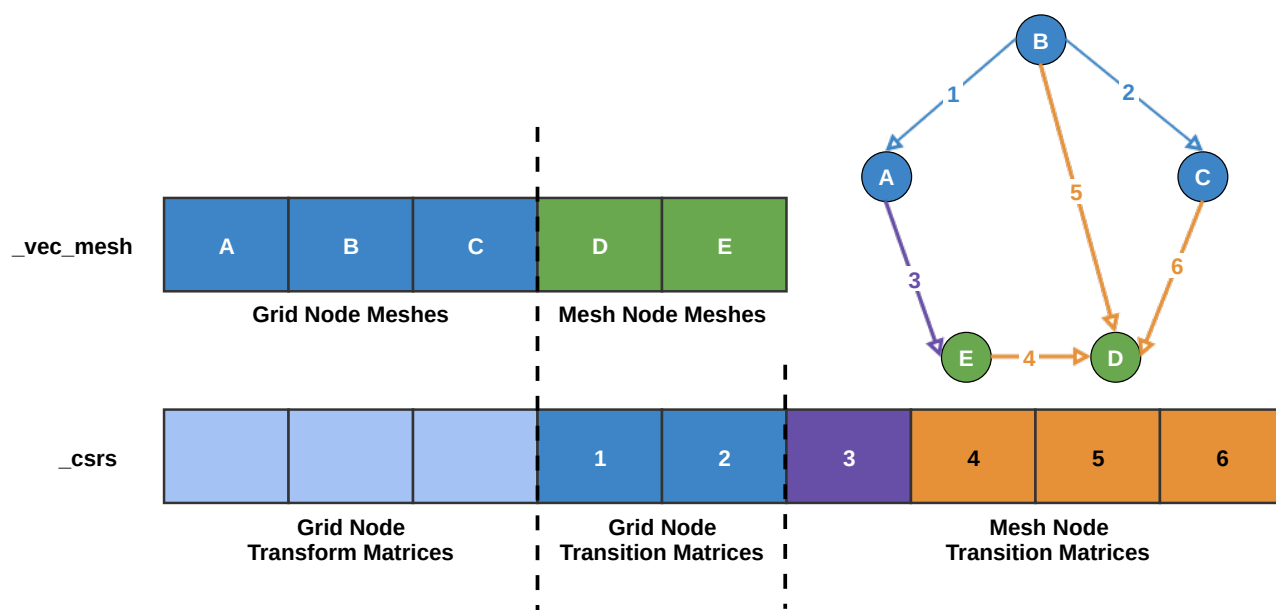 B
1
2
A
C
5
_vec_mesh
A
B
C
D
E
6
3
Grid Node Meshes
Mesh Node Meshes
E
4
D
_csrs
1
2
3
4
5
6
Grid Node
Transform Matrices
Grid Node
Transition Matrices
Mesh Node
Transition Matrices